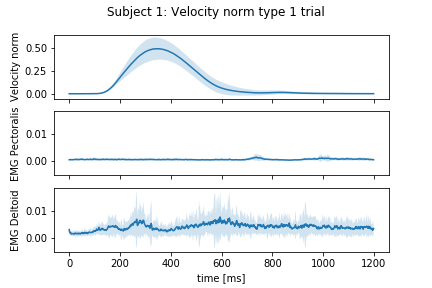 Subject 1: Velocity norm type 1 trial
Velocity norm
0.50
0.25
0.00
EMG Pectoralis
0.01
0.00
EMG Deltoid
0.01
0.00
0 200 400 600 800 1000 1200
time [ms]